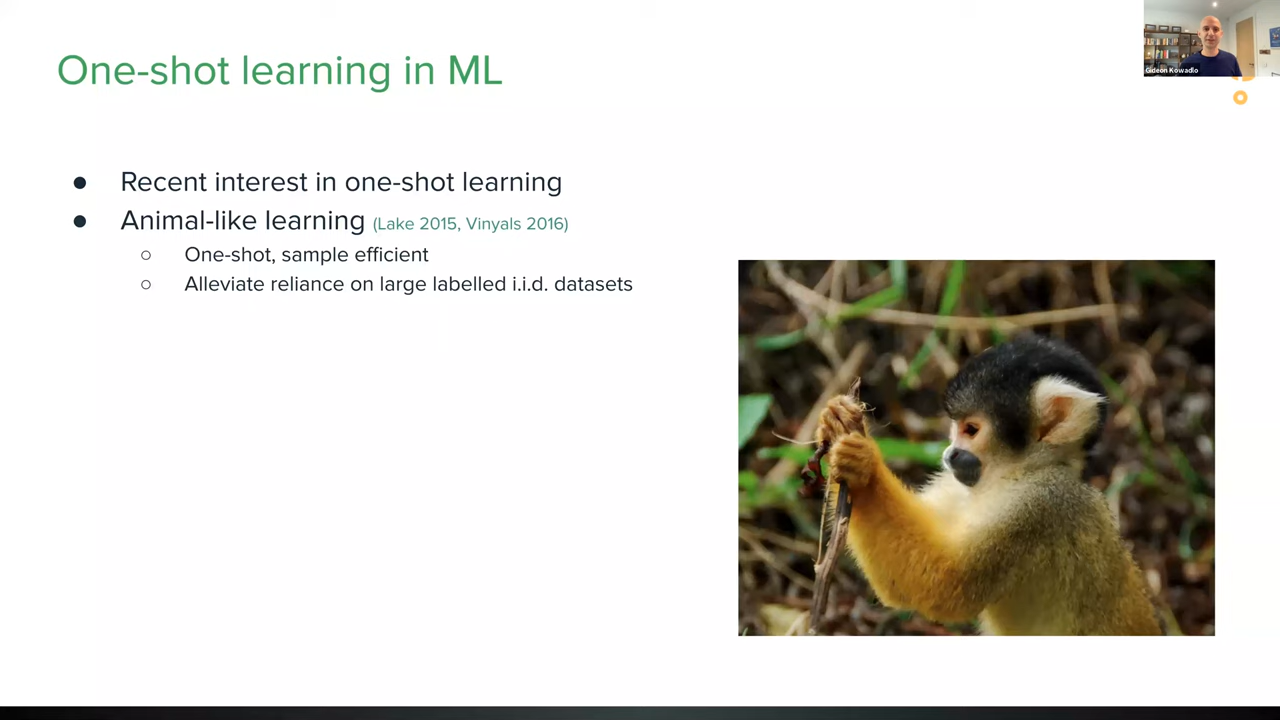 One-shot learning in ML
Gideon Kowadlo
● Recent interest in one-shot learning
● Animal-like learning (Lake 2015, Vinyals 2016)
○ One-shot, sample efficient
○ Alleviate reliance on large labelled i.i.d. datasets